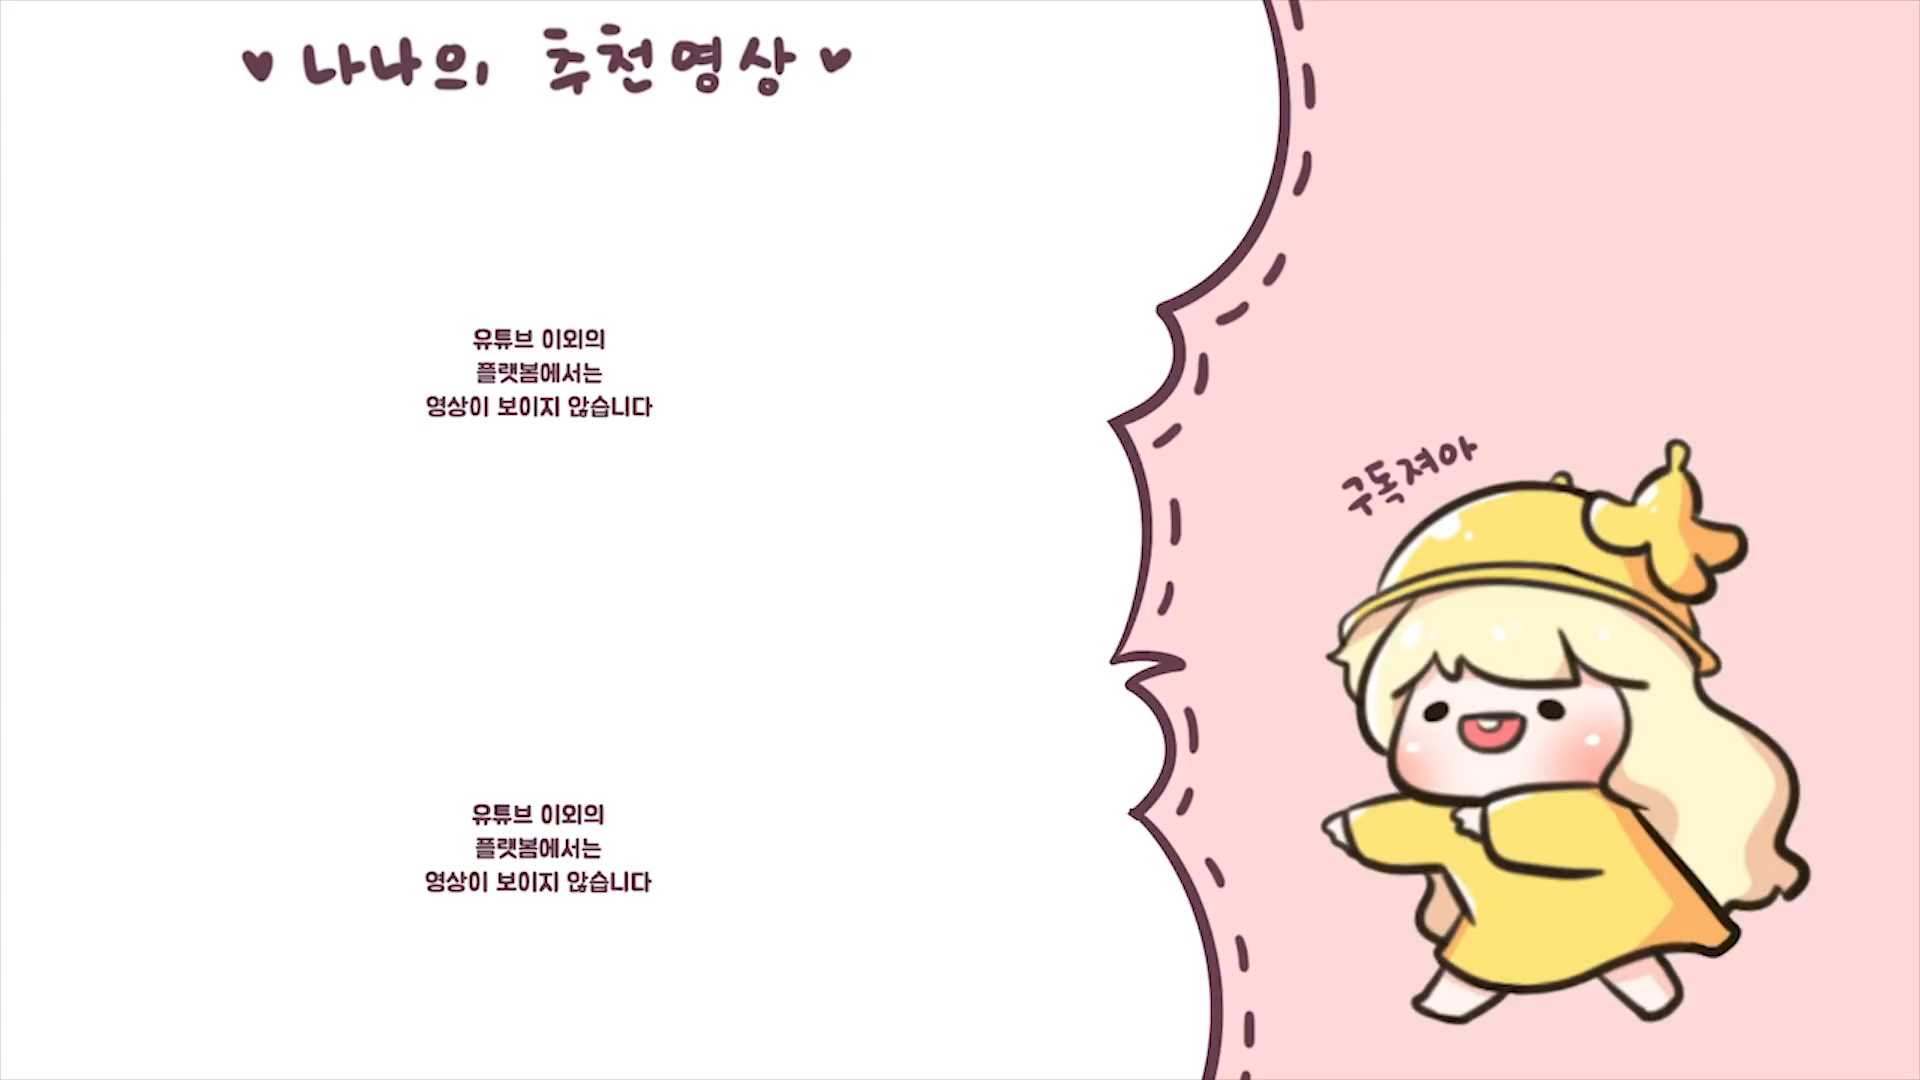 ♥ 나나의 추천영상 ♥
유튜브 이외의
플랫봄에서는
영상이 보이지 않습니다
구독져아
유튜브 이외의
플랫봄에서는
영상이 보이지 않습니다